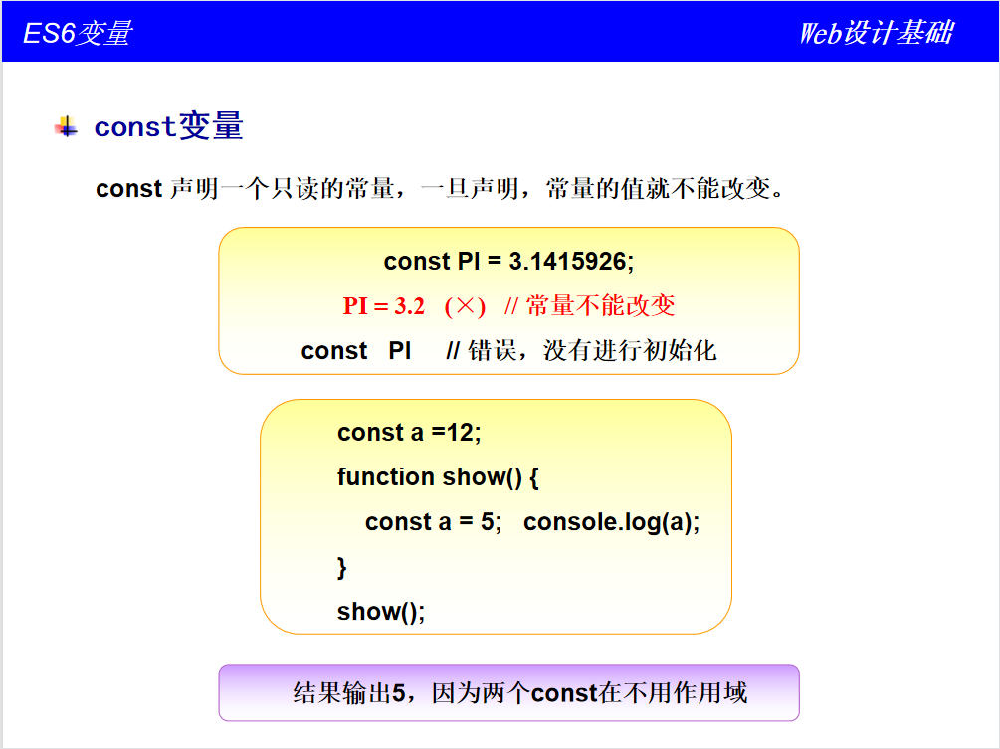 ES6变量
Web设计基础
const变量
const 声明一个只读的常量，一旦声明，常量的值就不能改变。
const PI = 3.1415926;
PI = 3.2 (×) // 常量不能改变
const PI // 错误，没有进行初始化
const a =12;
function show() {
const a = 5; console.log(a);
}
show();
结果输出5，因为两个const在不用作用域